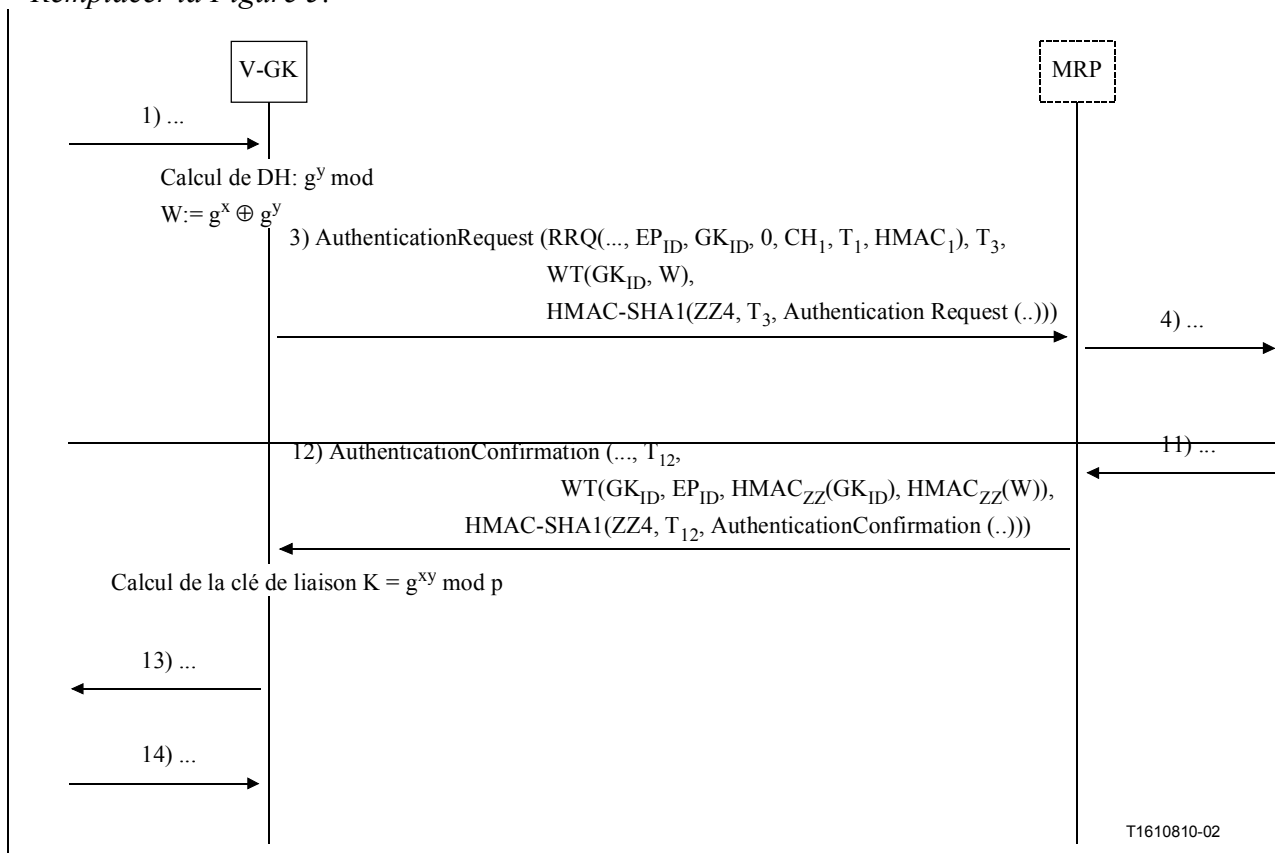 Remplacer la Figure 3:
V-GK
MRP
1) ...
Calcul de DH: g^y mod
W:= g^x ⊕ g^y
3) AuthenticationRequest (RRQ(..., EP_ID, GK_ID, 0, CH_1, T_1, HMAC_1), T_3,
WT(GK_ID, W),
HMAC-SHA1(ZZ4, T_3, Authentication Request (..)))
4) ...
12) AuthenticationConfirmation (..., T_12,
11) ...
WT(GK_ID, EP_ID, HMAC_ZZ(GK_ID), HMAC_ZZ(W)),
HMAC-SHA1(ZZ4, T_12, AuthenticationConfirmation (..)))
Calcul de la clé de liaison K = g^xy mod p
13) ...
14) ...
T1610810-02